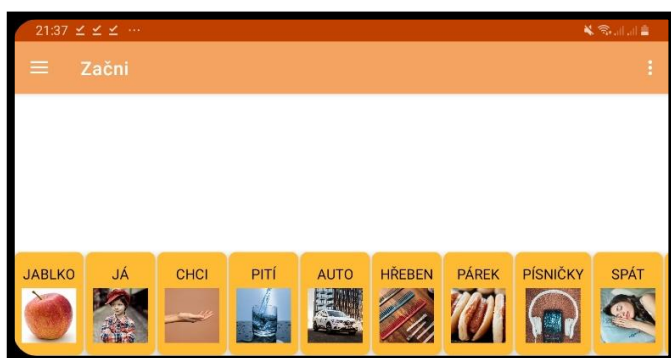 21:37
Začni
JABLKO
JÁ
CHCI
PITÍ
AUTO
HŘEBEN
PÁREK
PÍSNIČKY
SPÁT